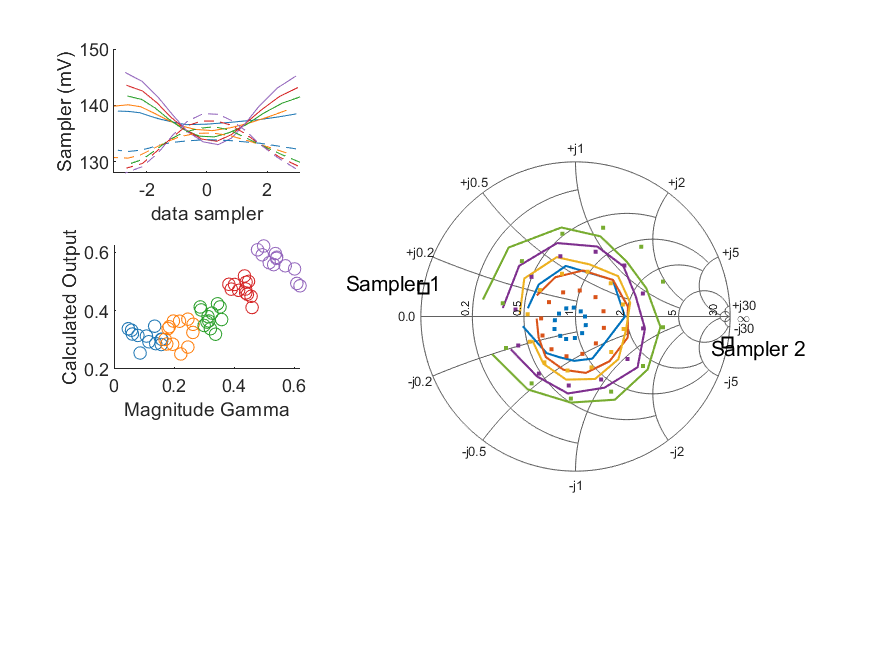 150
140
130
Sampler (mV)
-2 0 2
data sampler
0.6
0.4
0.2
Calculated Output
0 0.2 0.4 0.6
Magnitude Gamma
+j1
+j0.5 +j2
+j0.2 +j5
Sampler 1
+j30
0.0 0.2 0.5 1 2 5 30 ∞
-j30
Sampler 2
-j0.2 -j5
-j0.5 -j2
-j1